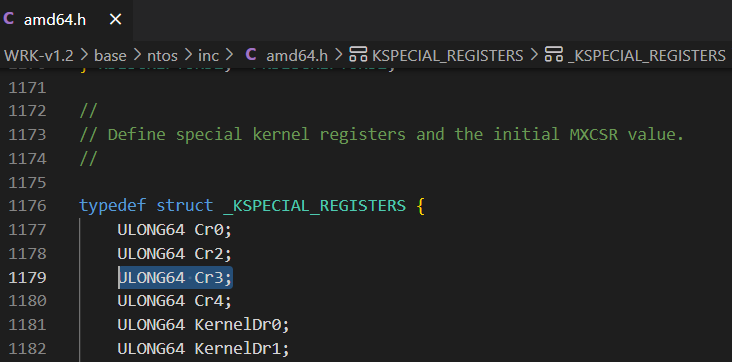 C amd64.h ×
WRK-v1.2 > base > ntos > inc > C amd64.h > KSPECIAL_REGISTERS > _KSPECIAL_REGISTERS
1171
1172 //
1173 // Define special kernel registers and the initial MXCSR value.
1174 //
1175
1176 typedef struct _KSPECIAL_REGISTERS {
1177 ULONG64 Cr0;
1178 ULONG64 Cr2;
1179 ULONG64 Cr3;
1180 ULONG64 Cr4;
1181 ULONG64 KernelDr0;
1182 ULONG64 KernelDr1;